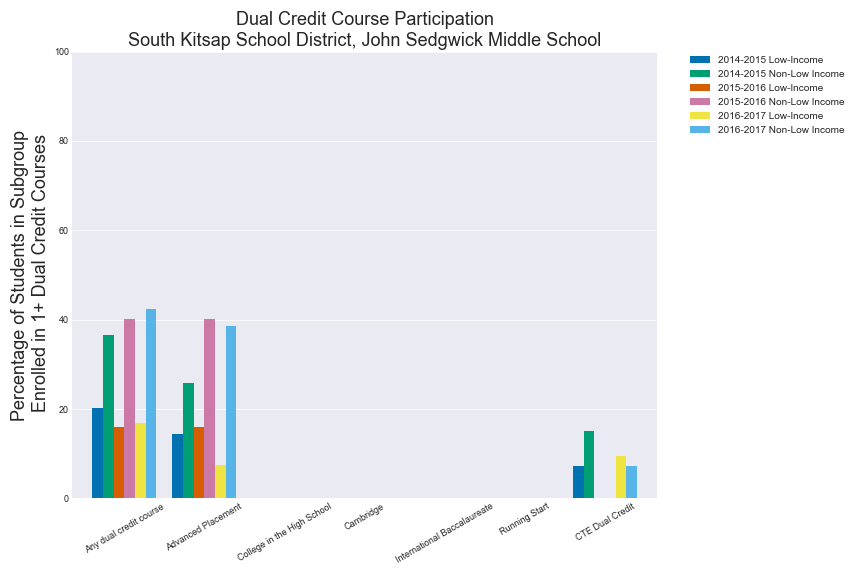 Dual Credit Course Participation
South Kitsap School District, John Sedgwick Middle School
Percentage of Students in Subgroup
Enrolled in 1+ Dual Credit Courses
100
80
60
40
20
0
Any dual credit course
Advanced Placement
College in the High School
Cambridge
International Baccalaureate
Running Start
CTE Dual Credit
2014-2015 Low-Income
2014-2015 Non-Low Income
2015-2016 Low-Income
2015-2016 Non-Low Income
2016-2017 Low-Income
2016-2017 Non-Low Income